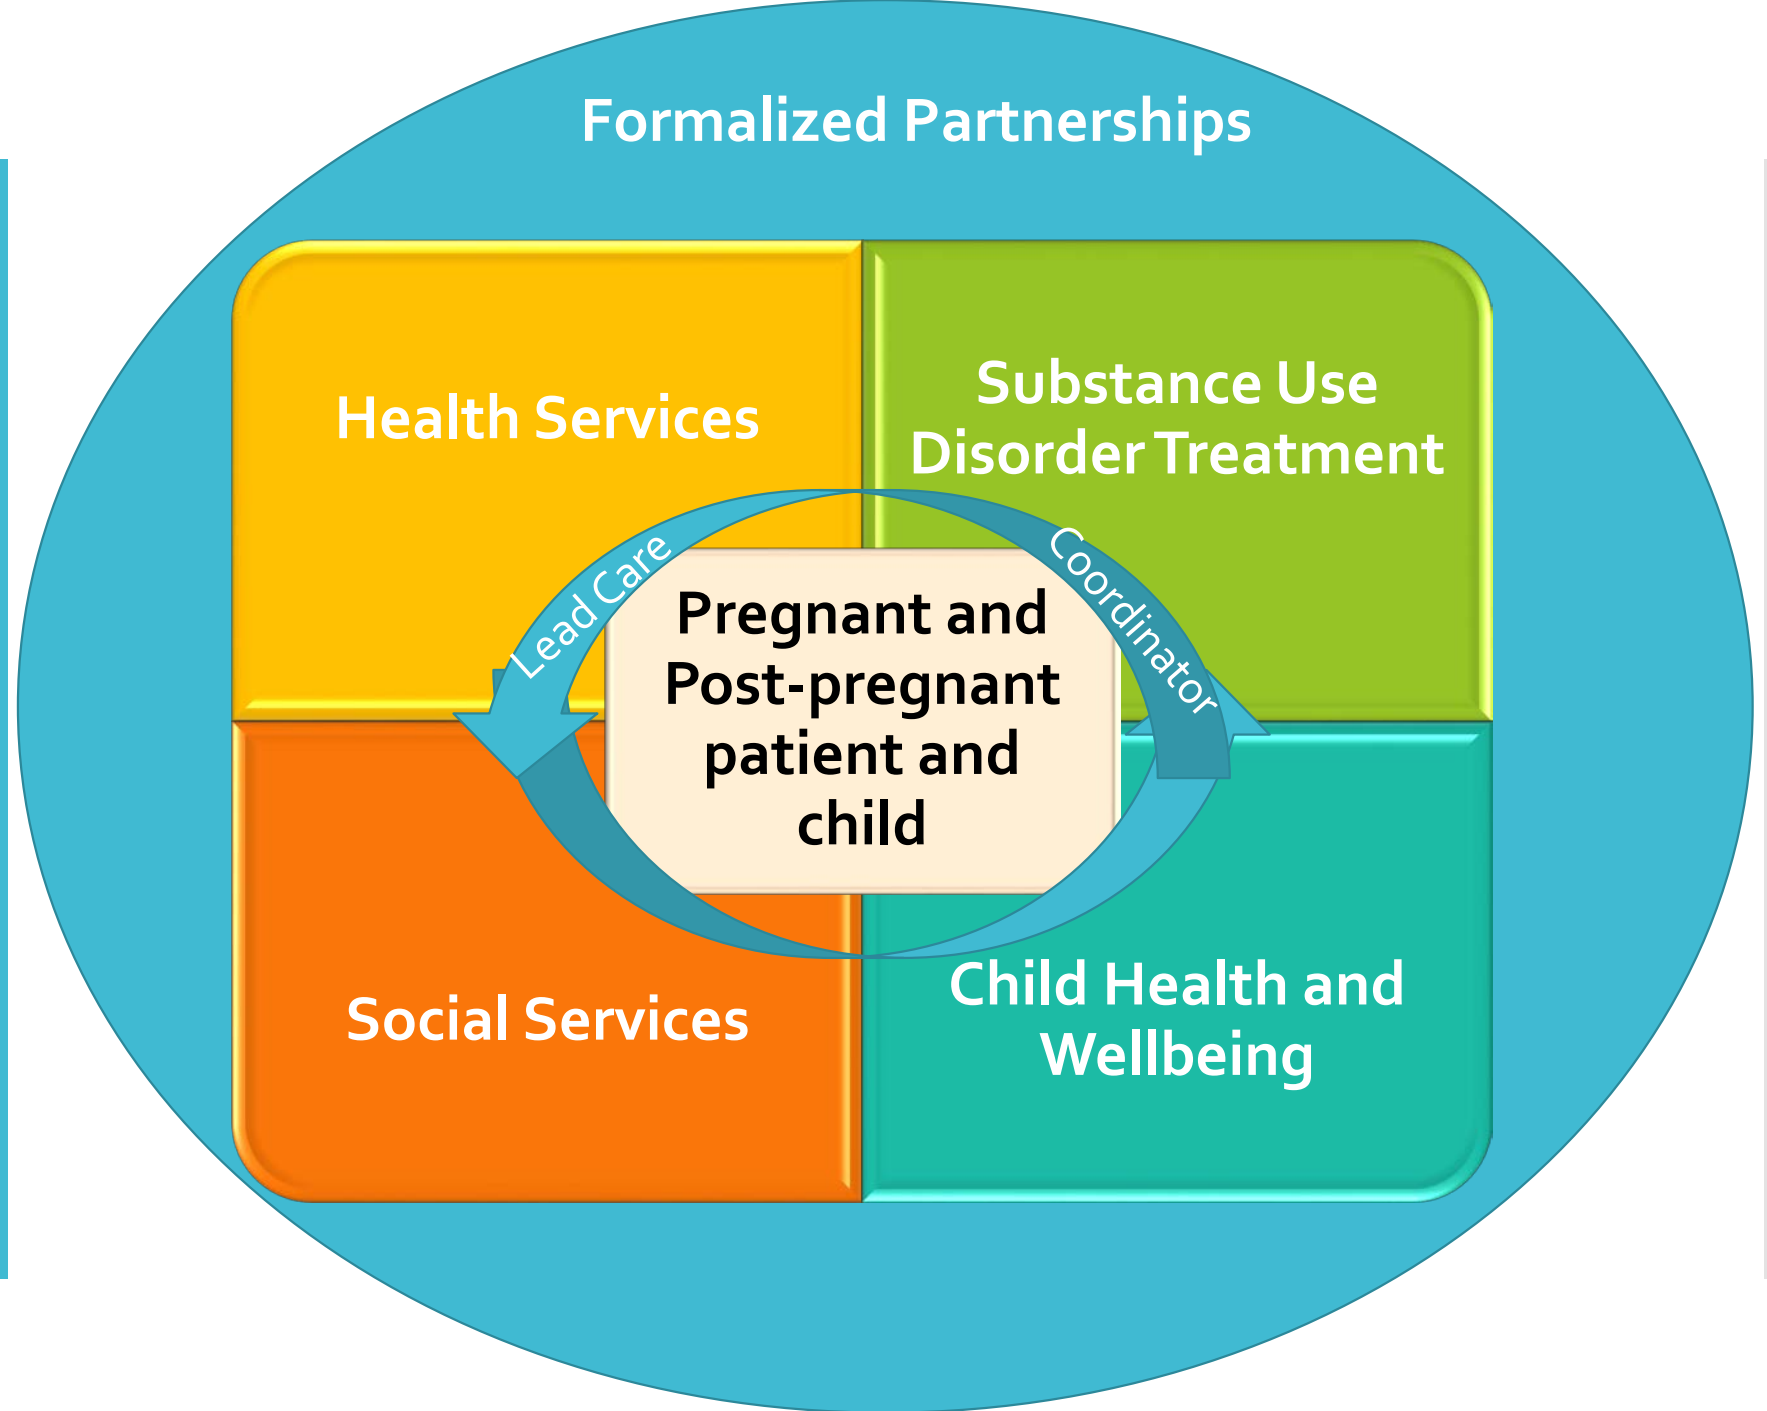 Formalized Partnerships
Health Services
Substance Use
Disorder Treatment
Lead Care
Coordinator
Pregnant and
Post-pregnant
patient and
child
Social Services
Child Health and
Wellbeing